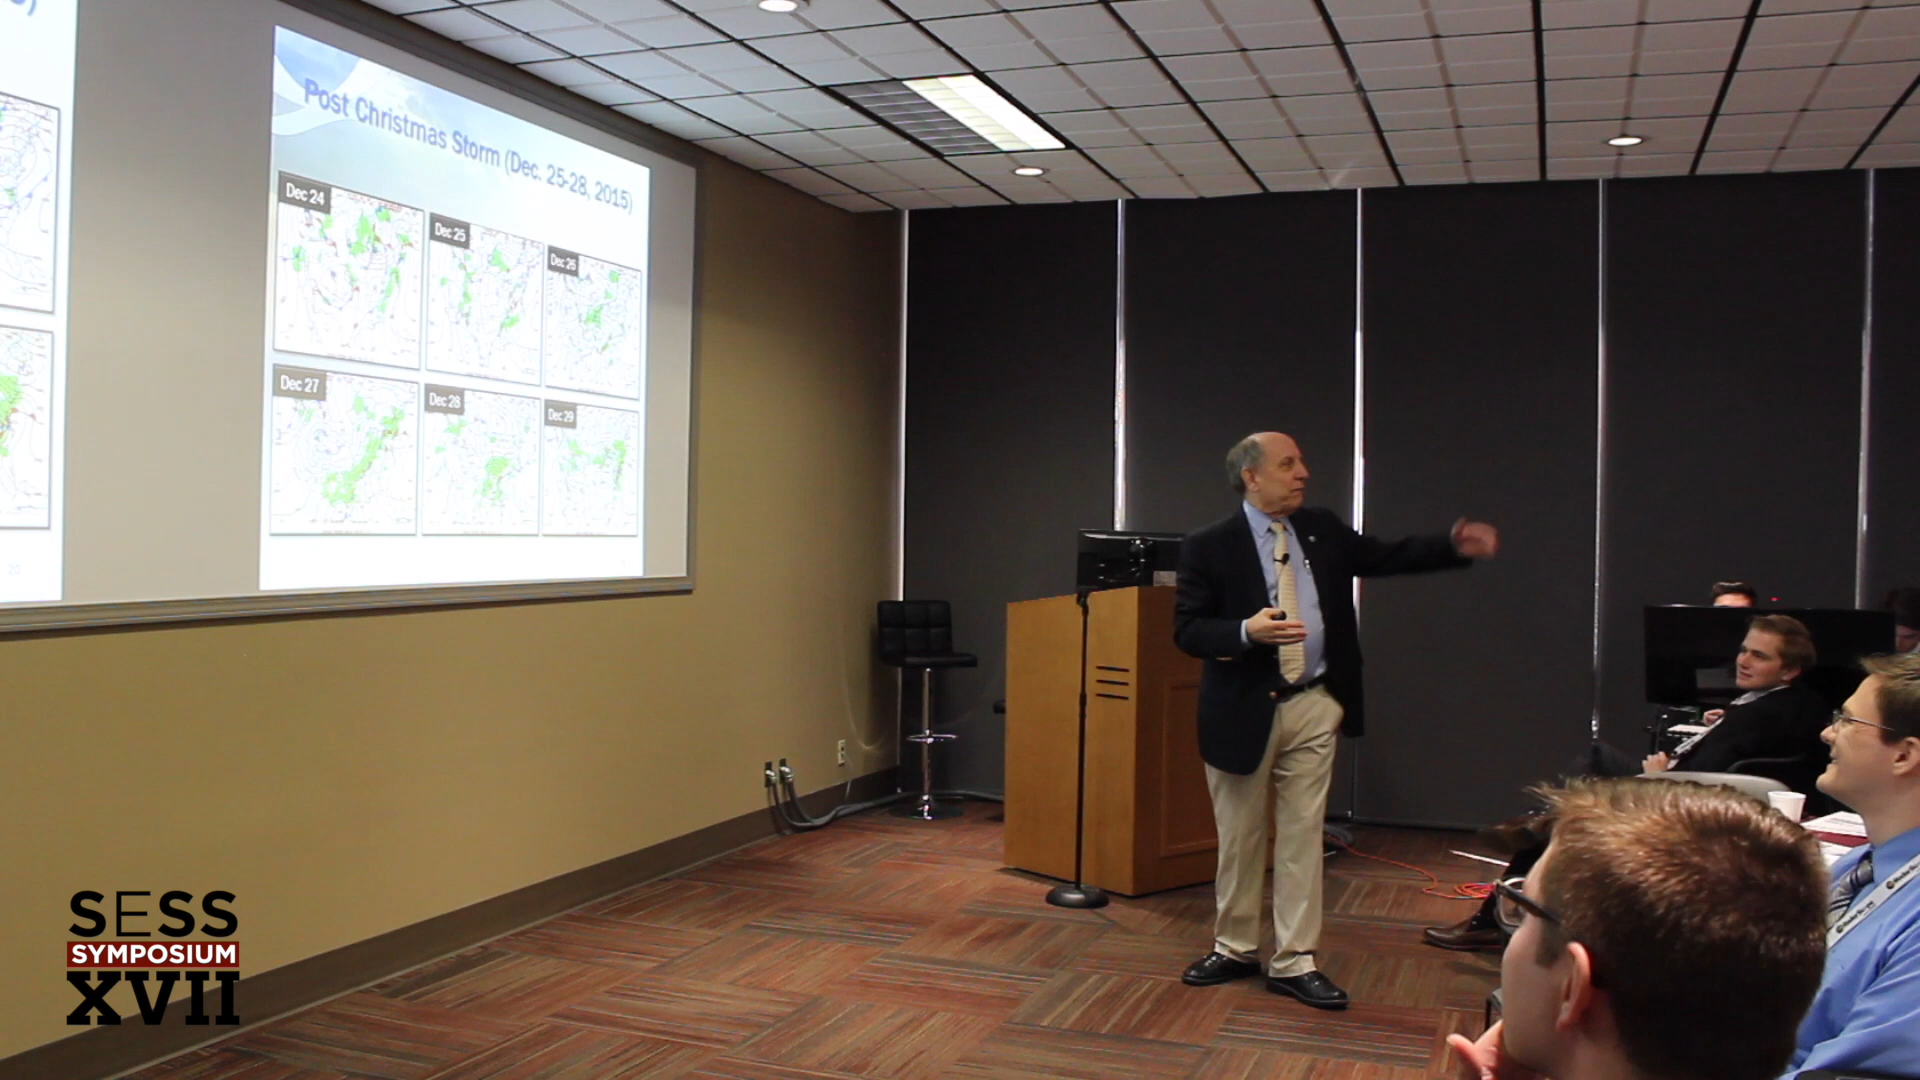 Post Christmas Storm (Dec. 25-28, 2015)
Dec 24
Dec 25
Dec 26
Dec 27
Dec 28
Dec 29
20
SESS
SYMPOSIUM
XVII